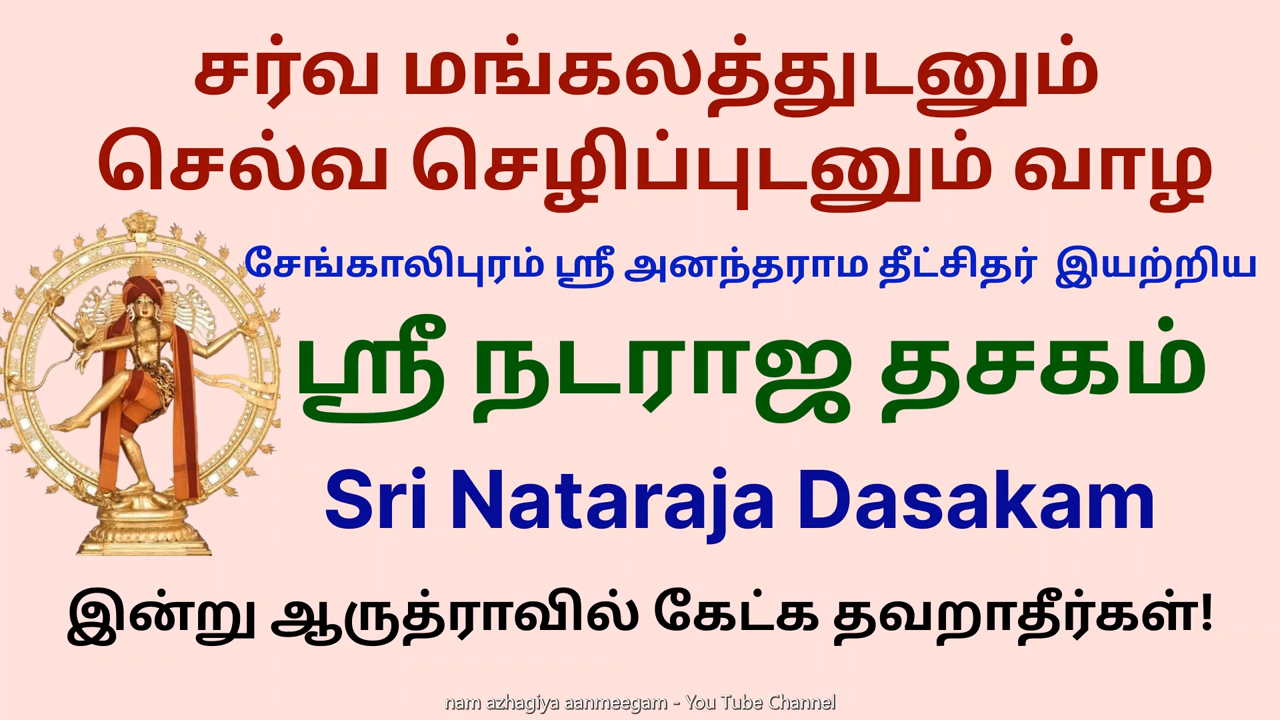 சர்வ மங்கலத்துடனும்
செல்வ செழிப்புடனும் வாழ
சேங்காலிபுரம் ஸ்ரீ அனந்தராம தீட்சிதர் இயற்றிய
ஸ்ரீ நடராஜ தசகம்
Sri Nataraja Dasakam
இன்று ஆருத்ராவில் கேட்க தவறாதீர்கள்!
nam azhagiya aanmeegam - You Tube Channel